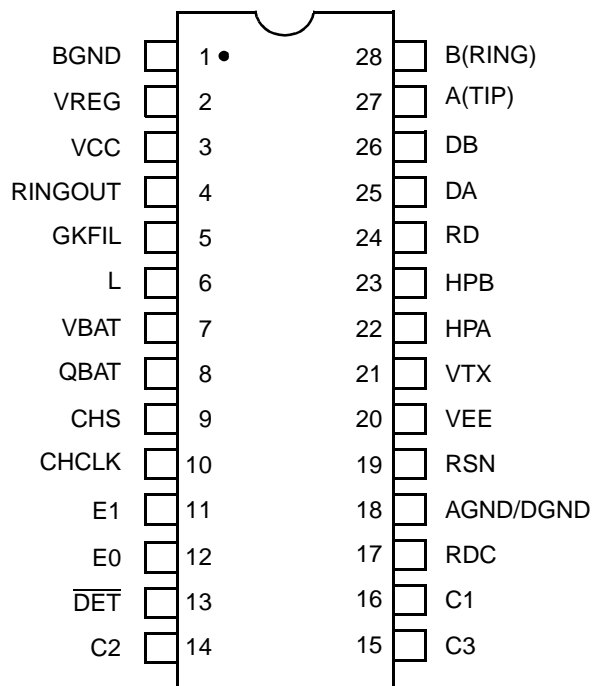 BGND 1 28 B(RING)
VREG 2 27 A(TIP)
VCC 3 26 DB
RINGOUT 4 25 DA
GKFIL 5 24 RD
L 6 23 HPB
VBAT 7 22 HPA
QBAT 8 21 VTX
CHS 9 20 VEE
CHCLK 10 19 RSN
E1 11 18 AGND/DGND
E0 12 17 RDC
DET 13 16 C1
C2 14 15 C3